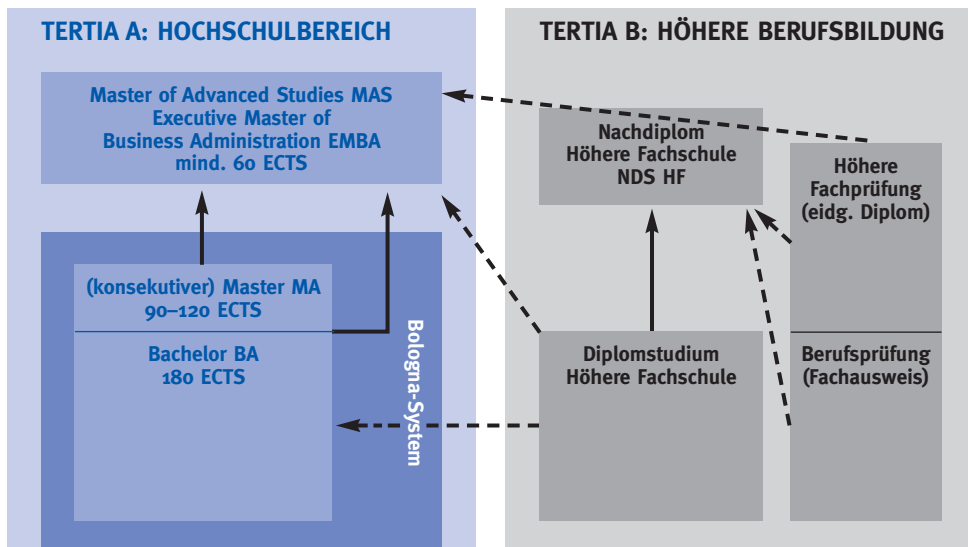 TERTIA A: HOCHSCHULBEREICH
Master of Advanced Studies MAS
Executive Master of
Business Administration EMBA
mind. 60 ECTS
(konsekutiver) Master MA
90–120 ECTS
Bachelor BA
180 ECTS
Bologna-System
TERTIA B: HÖHERE BERUFSBILDUNG
Nachdiplom
Höhere Fachschule
NDS HF
Höhere
Fachprüfung
(eidg. Diplom)
Diplomstudium
Höhere Fachschule
Berufsprüfung
(Fachausweis)